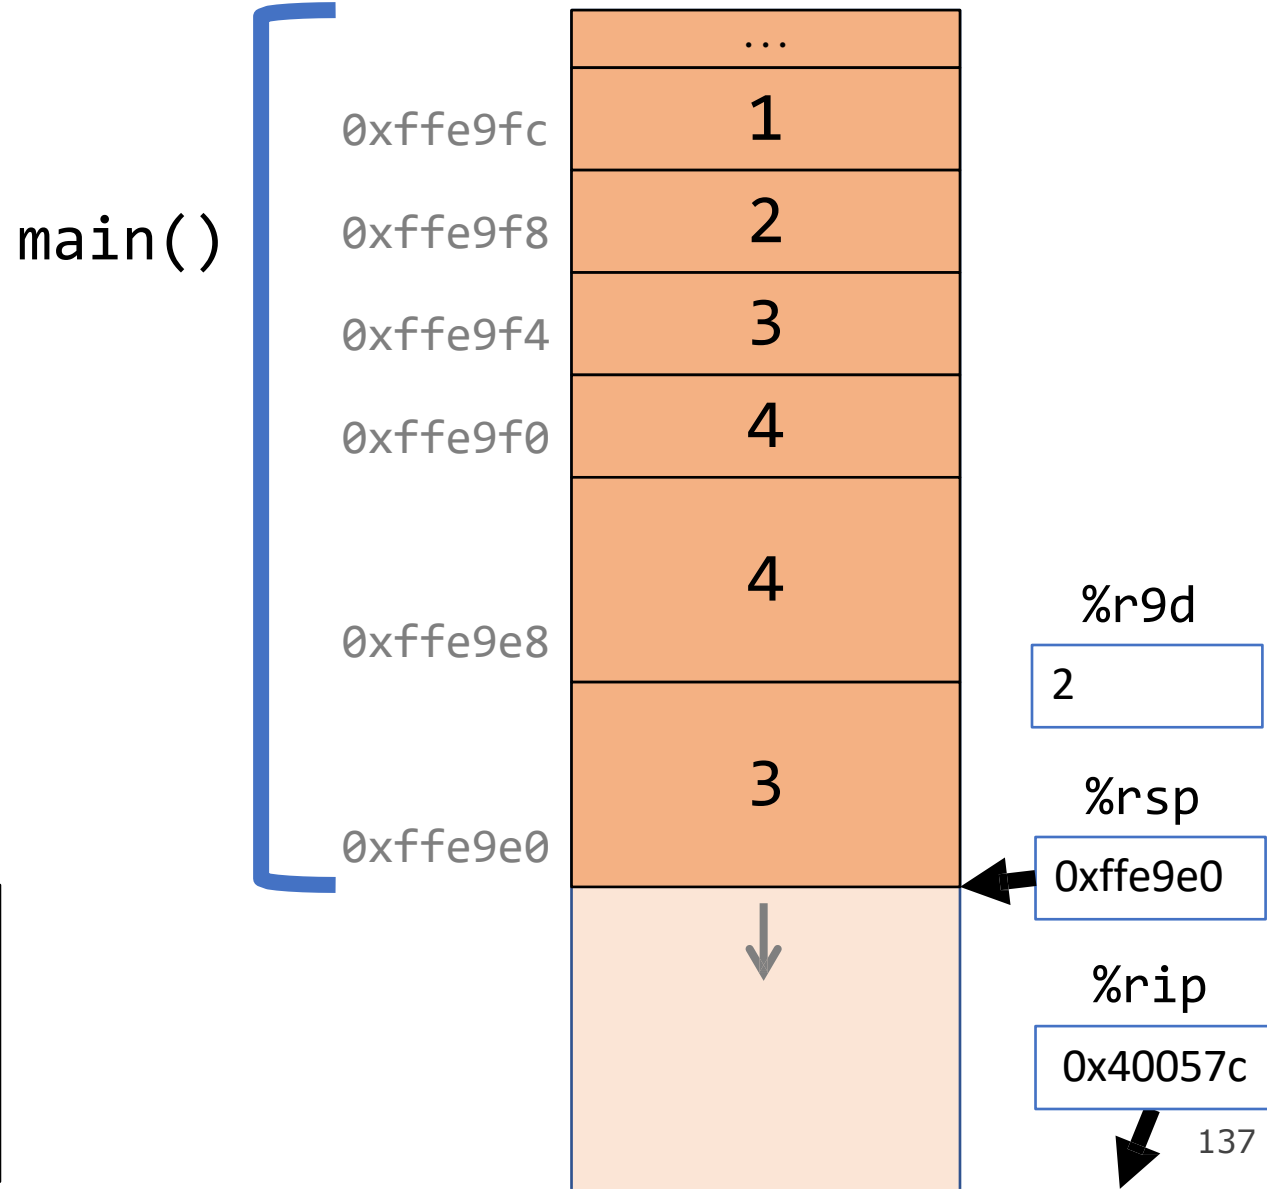 ...
0xffe9fc 1
main() 0xffe9f8 2
0xffe9f4 3
0xffe9f0 4
4
0xffe9e8
3
0xffe9e0
%r9d
2
%rsp
0xffe9e0
%rip
0x40057c
137